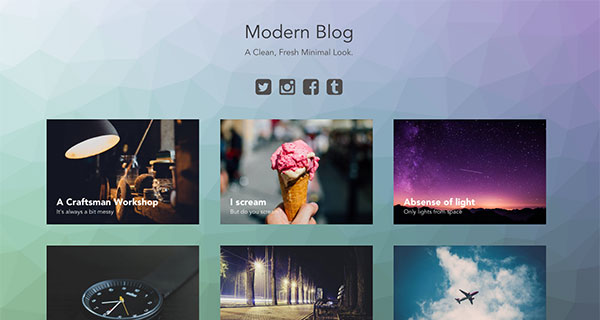 Modern Blog
A Clean, Fresh Minimal Look.
A Craftsman Workshop
It's always a bit messy
I scream
But do you scream
Absense of light
Only lights from space